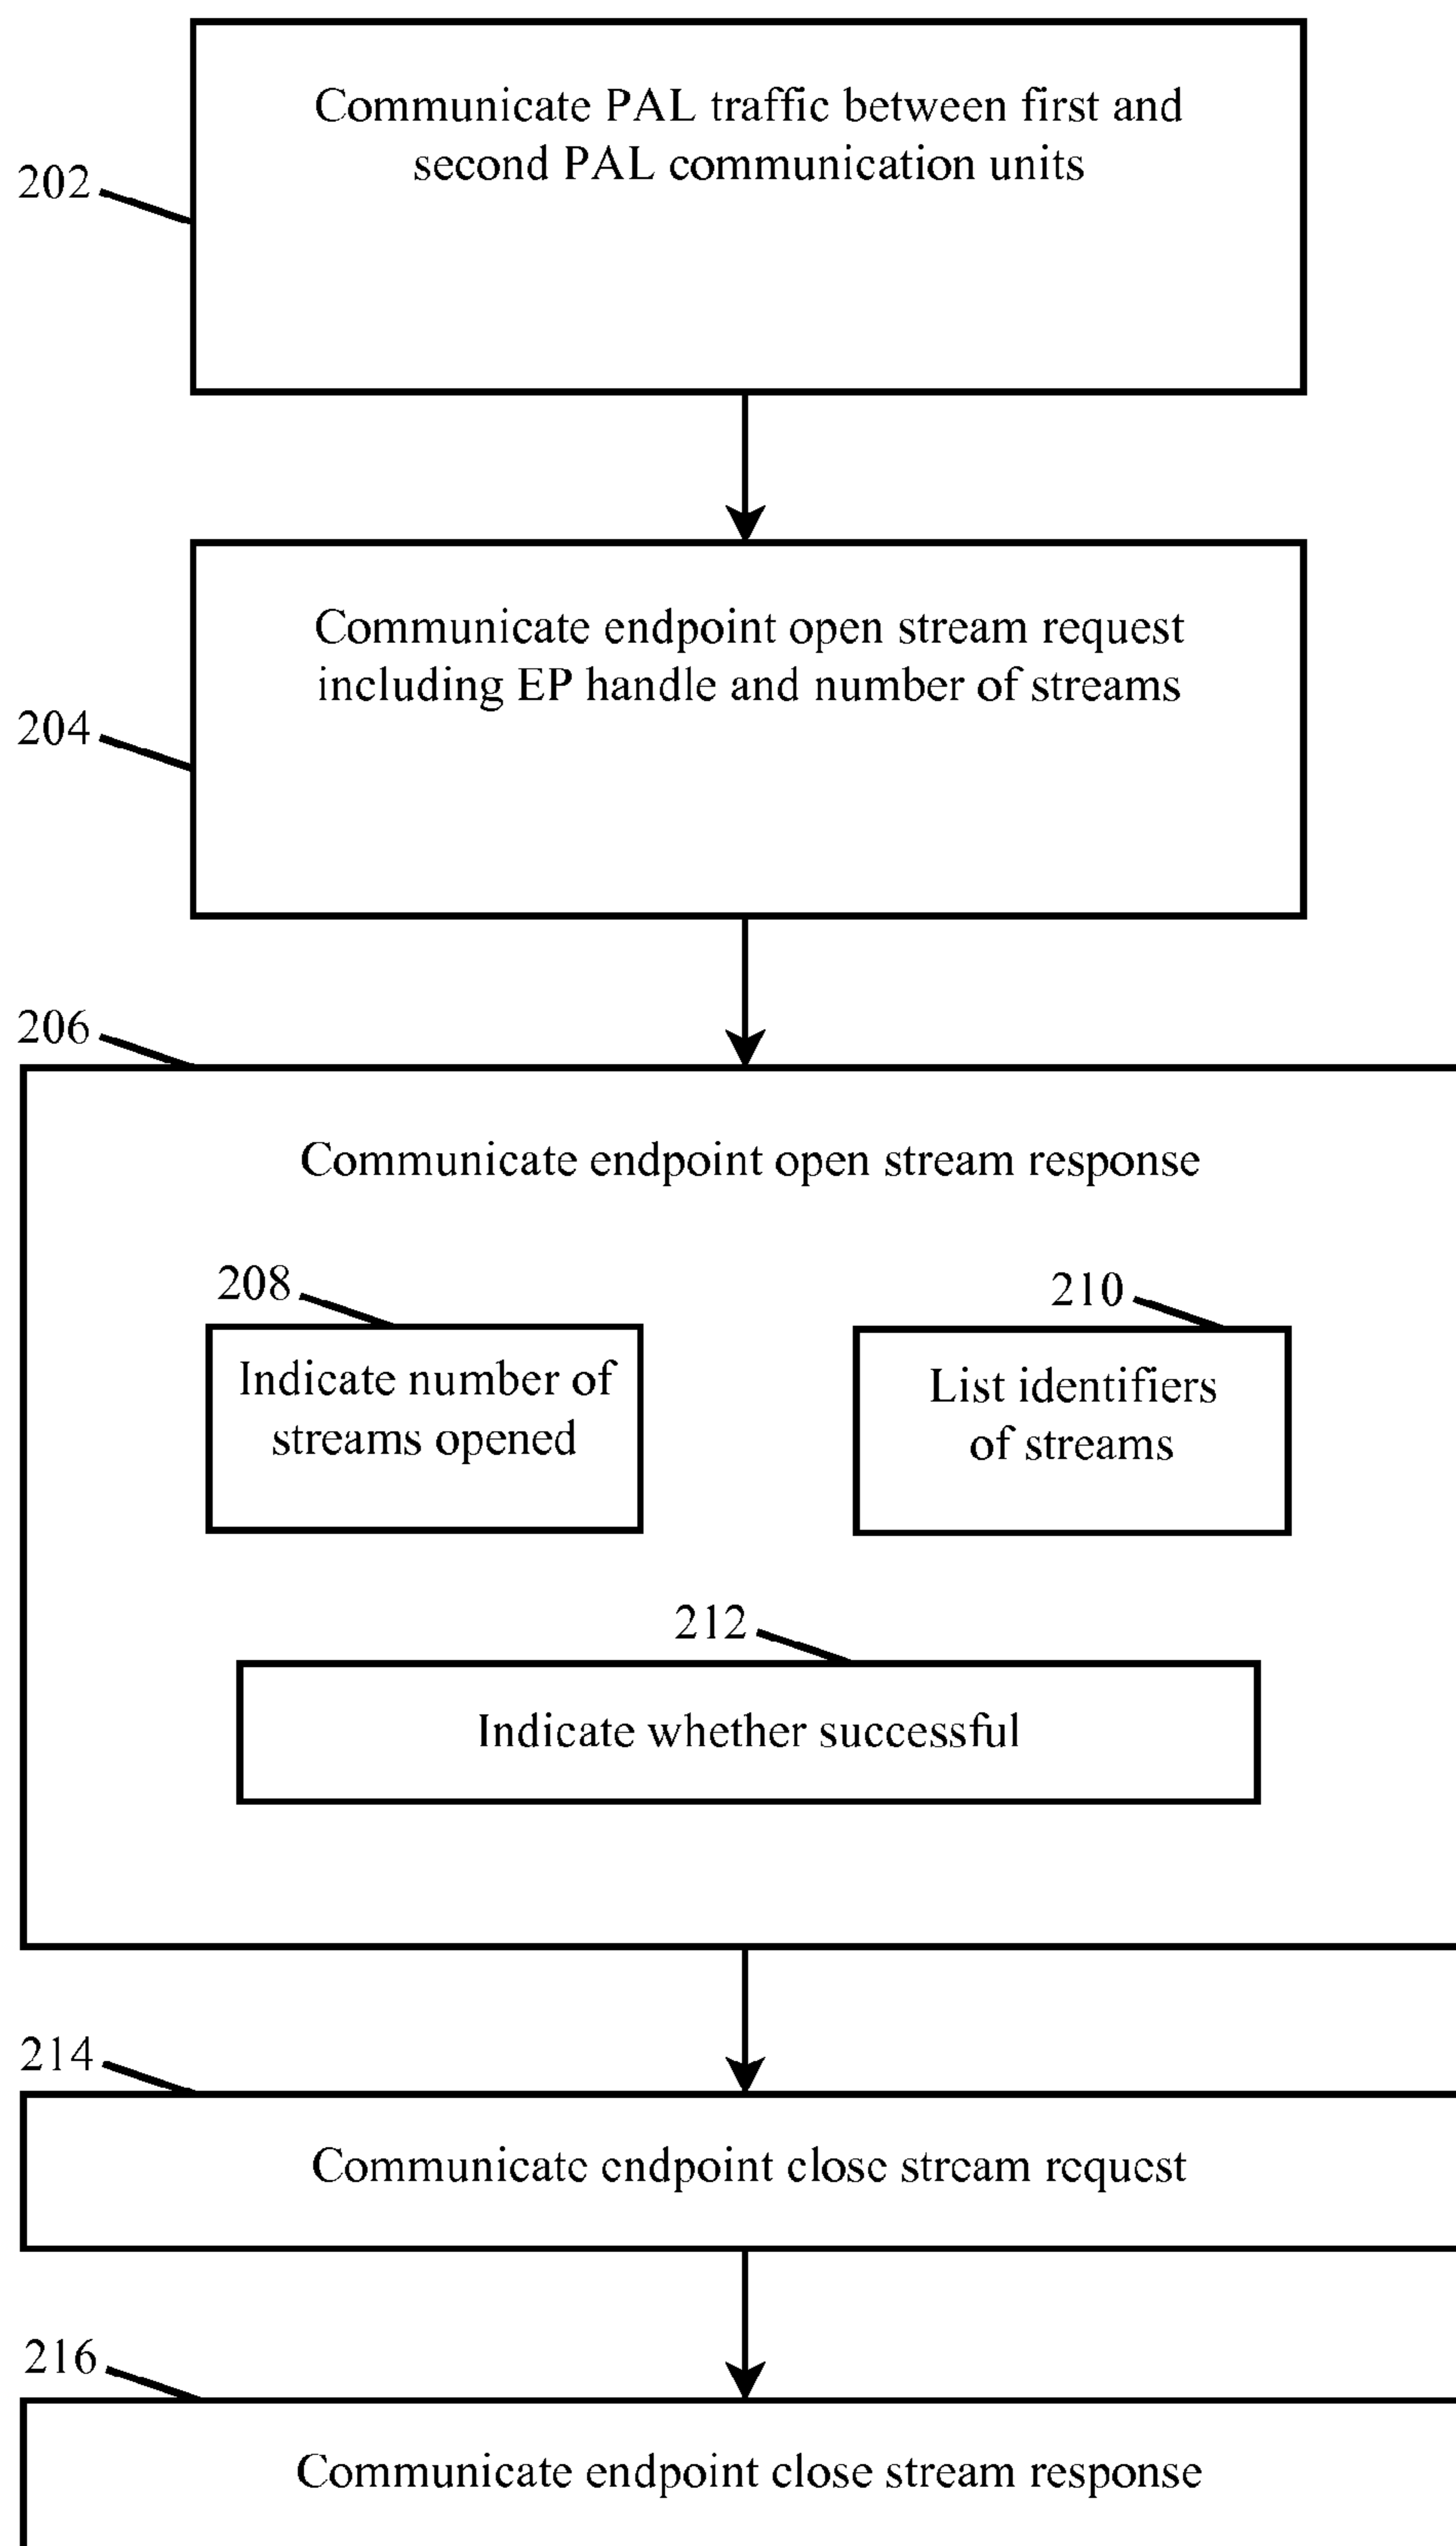 Communicate PAL traffic between first and
second PAL communication units
202
Communicate endpoint open stream request
including EP handle and number of streams
204
206
Communicate endpoint open stream response
208
210
Indicate number of
streams opened
List identifiers
of streams
212
Indicate whether successful
214
Communicate endpoint close stream request
216
Communicate endpoint close stream response